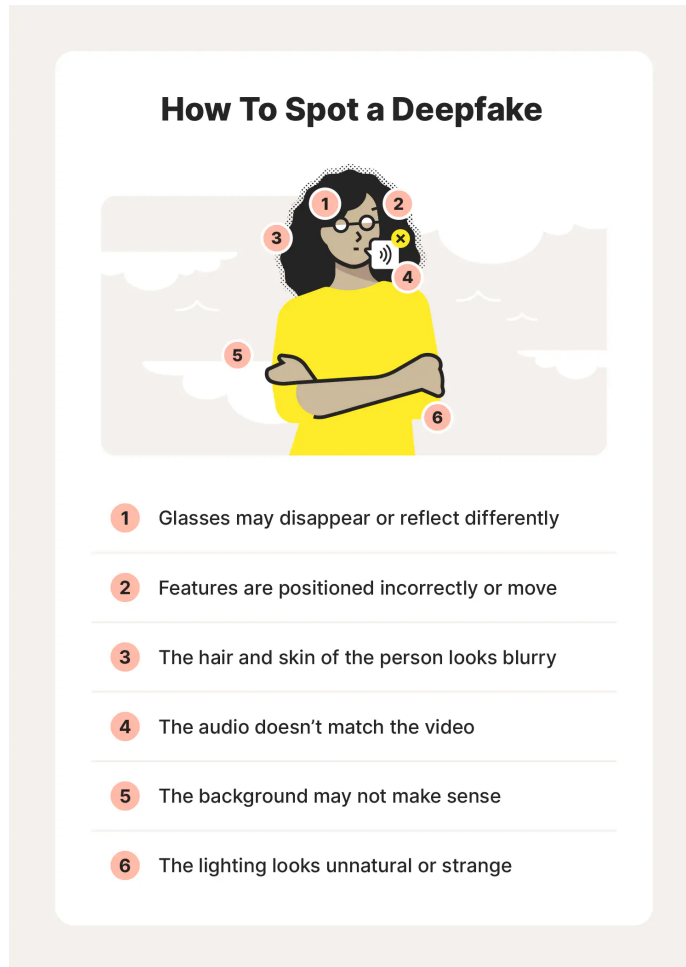 How To Spot a Deepfake
1
2
3
4
5
6
1 Glasses may disappear or reflect differently
2 Features are positioned incorrectly or move
3 The hair and skin of the person looks blurry
4 The audio doesn’t match the video
5 The background may not make sense
6 The lighting looks unnatural or strange